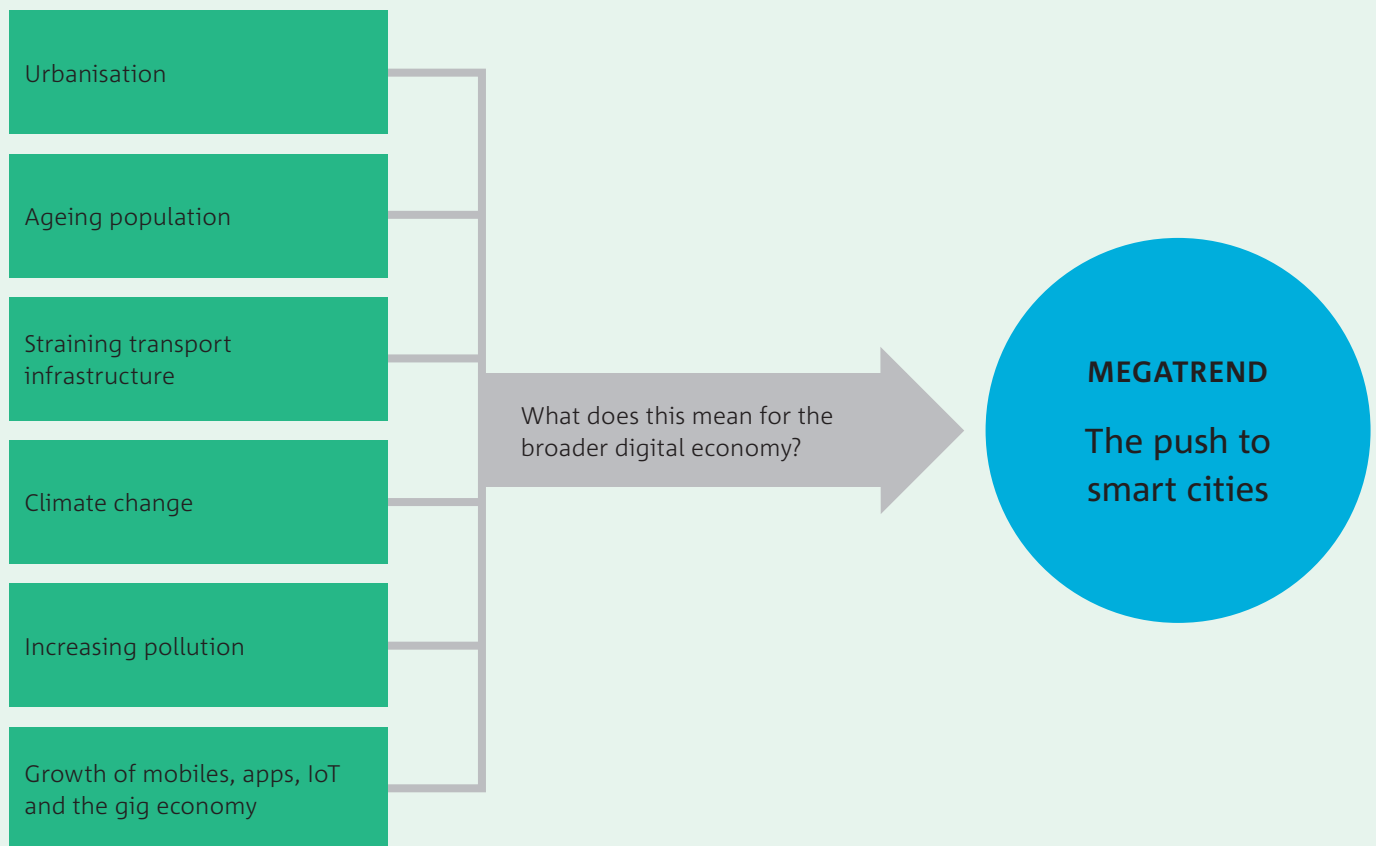 Urbanisation
Ageing population
Straining transport
infrastructure
Climate change
Increasing pollution
Growth of mobiles, apps, IoT
and the gig economy
What does this mean for the
broader digital economy?
MEGATREND
The push to
smart cities